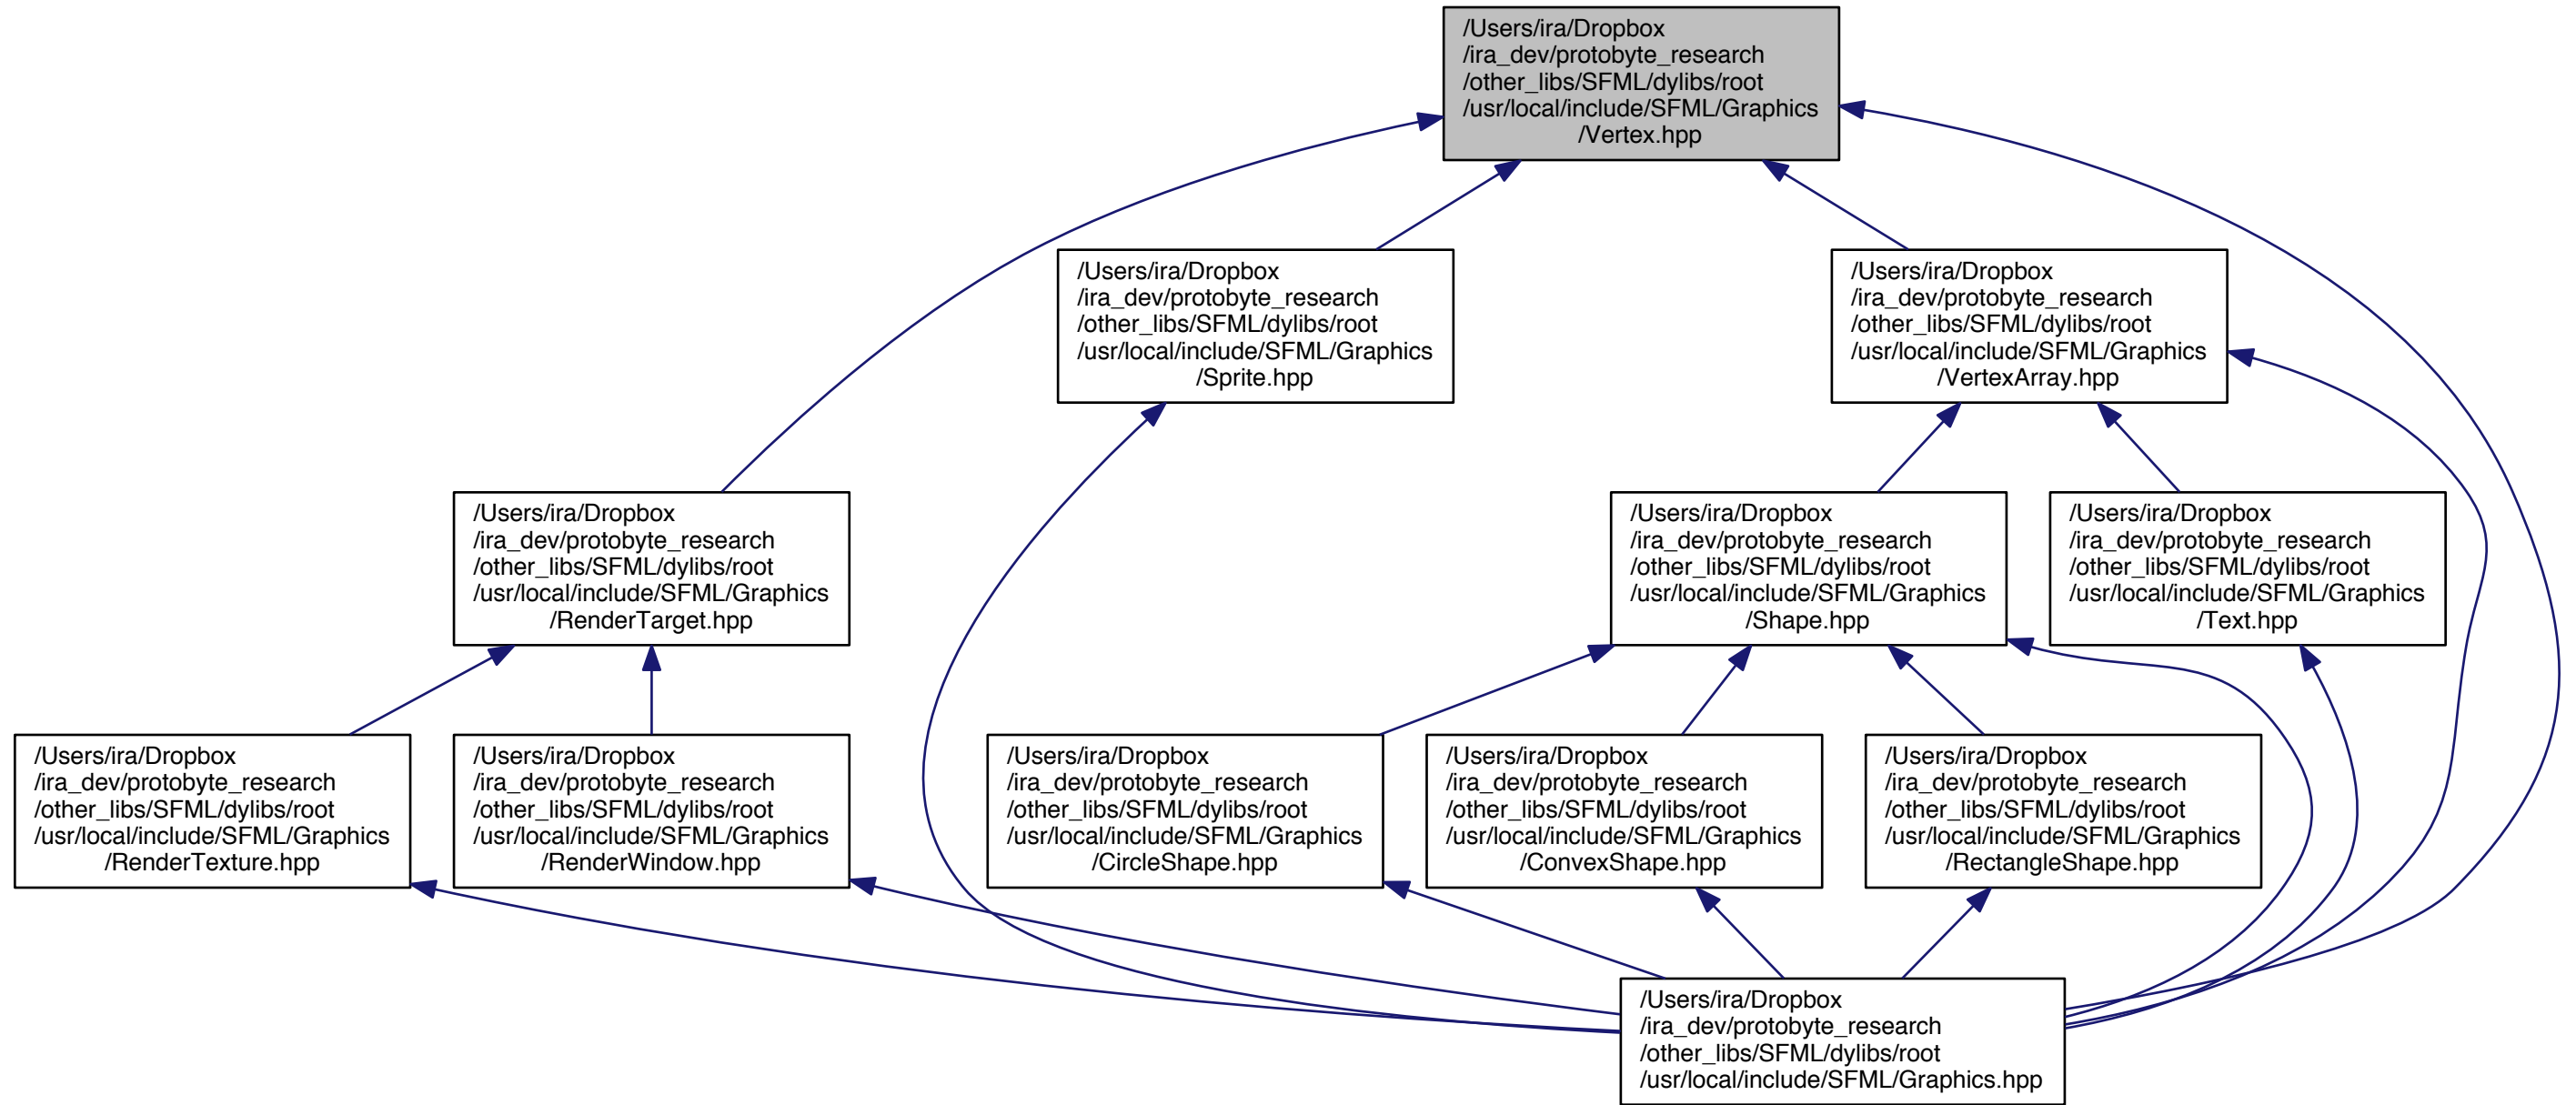 /Users/ira/Dropbox
/ira_dev/protobyte_research
/other_libs/SFML/dylibs/root
/usr/local/include/SFML/Graphics
/Vertex.hpp
/Users/ira/Dropbox
/ira_dev/protobyte_research
/other_libs/SFML/dylibs/root
/usr/local/include/SFML/Graphics
/Sprite.hpp
/Users/ira/Dropbox
/ira_dev/protobyte_research
/other_libs/SFML/dylibs/root
/usr/local/include/SFML/Graphics
/VertexArray.hpp
/Users/ira/Dropbox
/ira_dev/protobyte_research
/other_libs/SFML/dylibs/root
/usr/local/include/SFML/Graphics
/RenderTarget.hpp
/Users/ira/Dropbox
/ira_dev/protobyte_research
/other_libs/SFML/dylibs/root
/usr/local/include/SFML/Graphics
/Shape.hpp
/Users/ira/Dropbox
/ira_dev/protobyte_research
/other_libs/SFML/dylibs/root
/usr/local/include/SFML/Graphics
/Text.hpp
/Users/ira/Dropbox
/ira_dev/protobyte_research
/other_libs/SFML/dylibs/root
/usr/local/include/SFML/Graphics
/RenderTexture.hpp
/Users/ira/Dropbox
/ira_dev/protobyte_research
/other_libs/SFML/dylibs/root
/usr/local/include/SFML/Graphics
/RenderWindow.hpp
/Users/ira/Dropbox
/ira_dev/protobyte_research
/other_libs/SFML/dylibs/root
/usr/local/include/SFML/Graphics
/CircleShape.hpp
/Users/ira/Dropbox
/ira_dev/protobyte_research
/other_libs/SFML/dylibs/root
/usr/local/include/SFML/Graphics
/ConvexShape.hpp
/Users/ira/Dropbox
/ira_dev/protobyte_research
/other_libs/SFML/dylibs/root
/usr/local/include/SFML/Graphics
/RectangleShape.hpp
/Users/ira/Dropbox
/ira_dev/protobyte_research
/other_libs/SFML/dylibs/root
/usr/local/include/SFML/Graphics.hpp